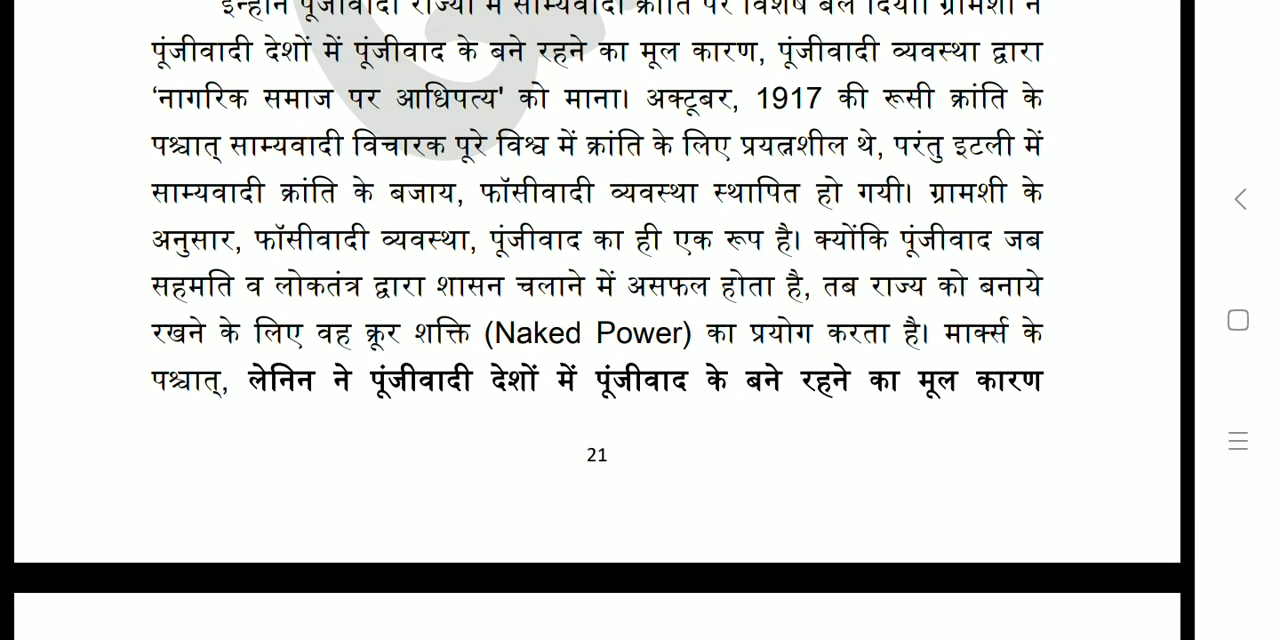 इन्होंने पूंजीवादी राज्यों में साम्यवादी क्रांति पर विशेष बल दिया। ग्रामशी ने
पूंजीवादी देशों में पूंजीवाद के बने रहने का मूल कारण, पूंजीवादी व्यवस्था द्वारा
‘नागरिक समाज पर आधिपत्य' को माना। अक्टूबर, 1917 की रूसी क्रांति के
पश्चात् साम्यवादी विचारक पूरे विश्व में क्रांति के लिए प्रयत्नशील थे, परंतु इटली में
साम्यवादी क्रांति के बजाय, फॉसीवादी व्यवस्था स्थापित हो गयी। ग्रामशी के
अनुसार, फॉसीवादी व्यवस्था, पूंजीवाद का ही एक रूप है। क्योंकि पूंजीवाद जब
सहमति व लोकतंत्र द्वारा शासन चलाने में असफल होता है, तब राज्य को बनाये
रखने के लिए वह क्रूर शक्ति (Naked Power) का प्रयोग करता है। मार्क्स के
पश्चात्, लेनिन ने पूंजीवादी देशों में पूंजीवाद के बने रहने का मूल कारण
21